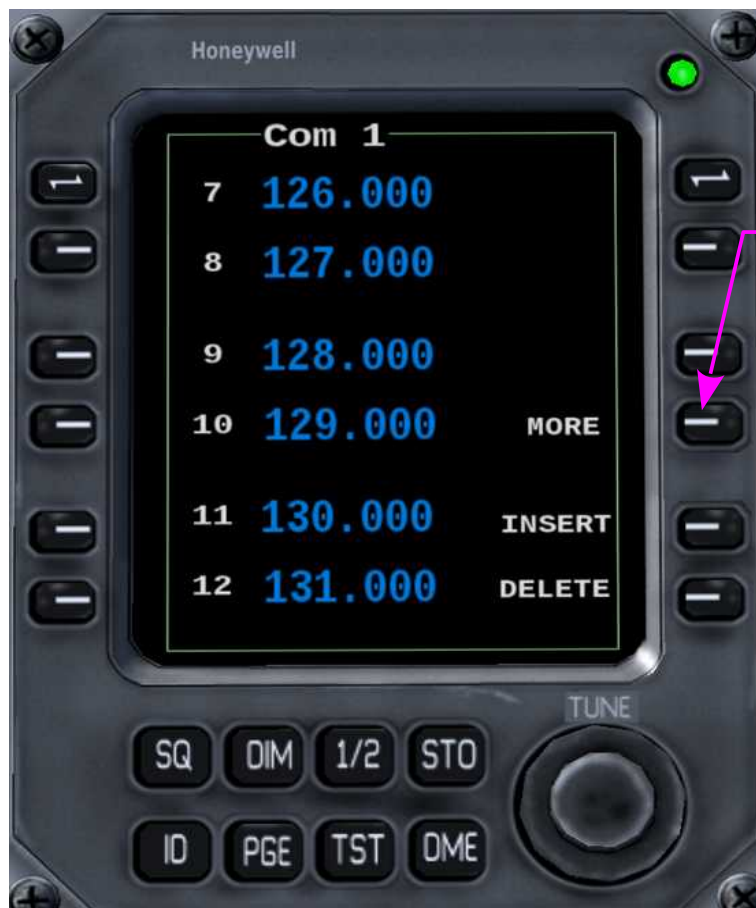 Honeywell
Com 1
7 126.000
8 127.000
9 128.000
10 129.000 MORE
11 130.000 INSERT
12 131.000 DELETE
TUNE
SQ DIM 1/2 STO
ID PGE TST DME